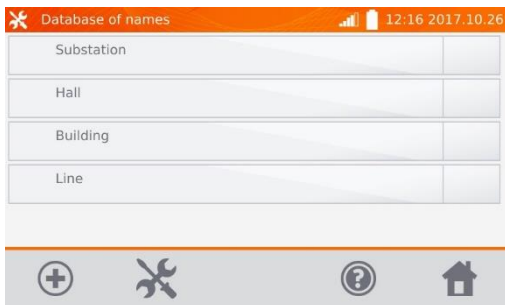 Database of names 12:16 2017.10.26
Substation
Hall
Building
Line